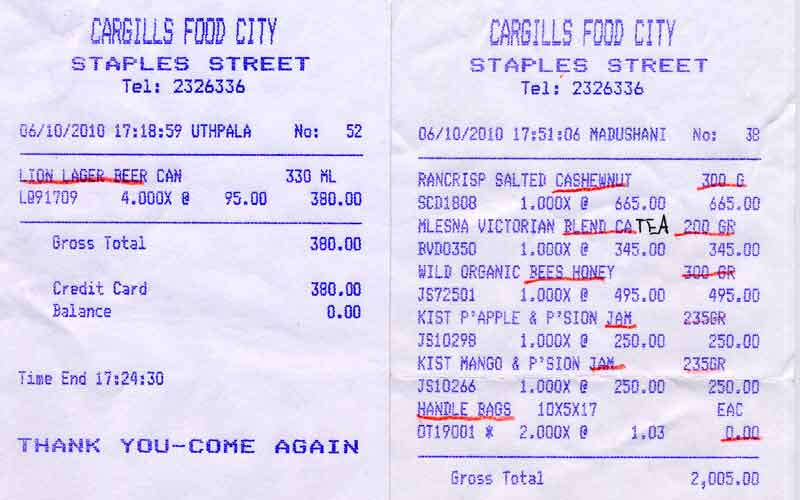 CARGILLS FOOD CITY
STAPLES STREET
Tel: 2326336
06/10/2010 17:18:59 UTHPALA No: 52
LION LAGER BEER CAN 330 ML
LB91709 4.000X @ 95.00 380.00
Gross Total 380.00
Credit Card 380.00
Balance 0.00
Time End 17:24:30
THANK YOU-COME AGAIN
CARGILLS FOOD CITY
STAPLES STREET
Tel: 2326336
06/10/2010 17:51:06 MADUSHANI No: 38
RANCRISP SALTED CASHEWNUT 300 G
SCD1808 1.000X @ 665.00 665.00
MLESNA VICTORIAN BLEND CA TEA 200 GR
BVD0350 1.000X @ 345.00 345.00
WILD ORGANIC BEES HONEY 300 GR
JS72501 1.000X @ 495.00 495.00
KIST P'APPLE & P'SION JAM 235GR
JS10298 1.000X @ 250.00 250.00
KIST MANGO & P'SION JAM 235GR
JS10266 1.000X @ 250.00 250.00
HANDLE BAGS 10X5X17 EAC
OT19001 * 2.000X @ 1.03 0.00
Gross Total 2,005.00